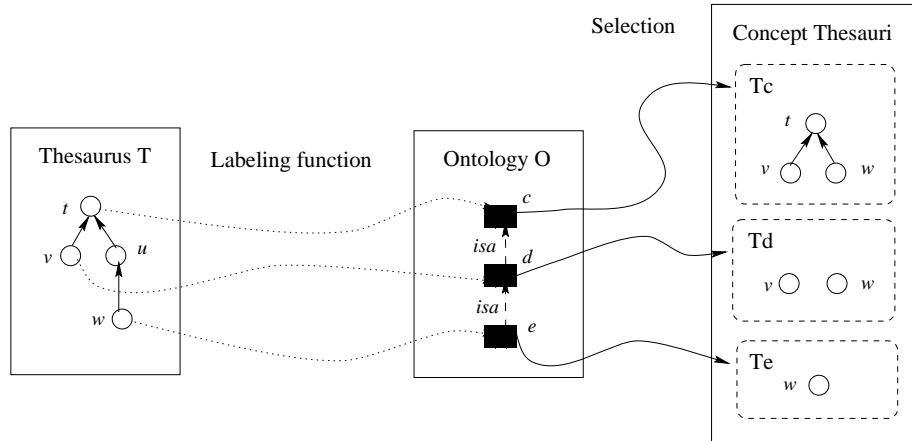 Selection
Concept Thesauri
Tc
t
v w
Thesaurus T
Labeling function
Ontology O
t
v u
w
c
isa
d
isa
e
Td
v w
Te
w